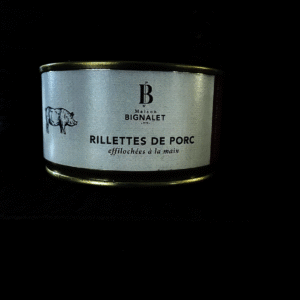 B
Maison
BIGNALET
RILLETTES DE PORC
effilochées à la main